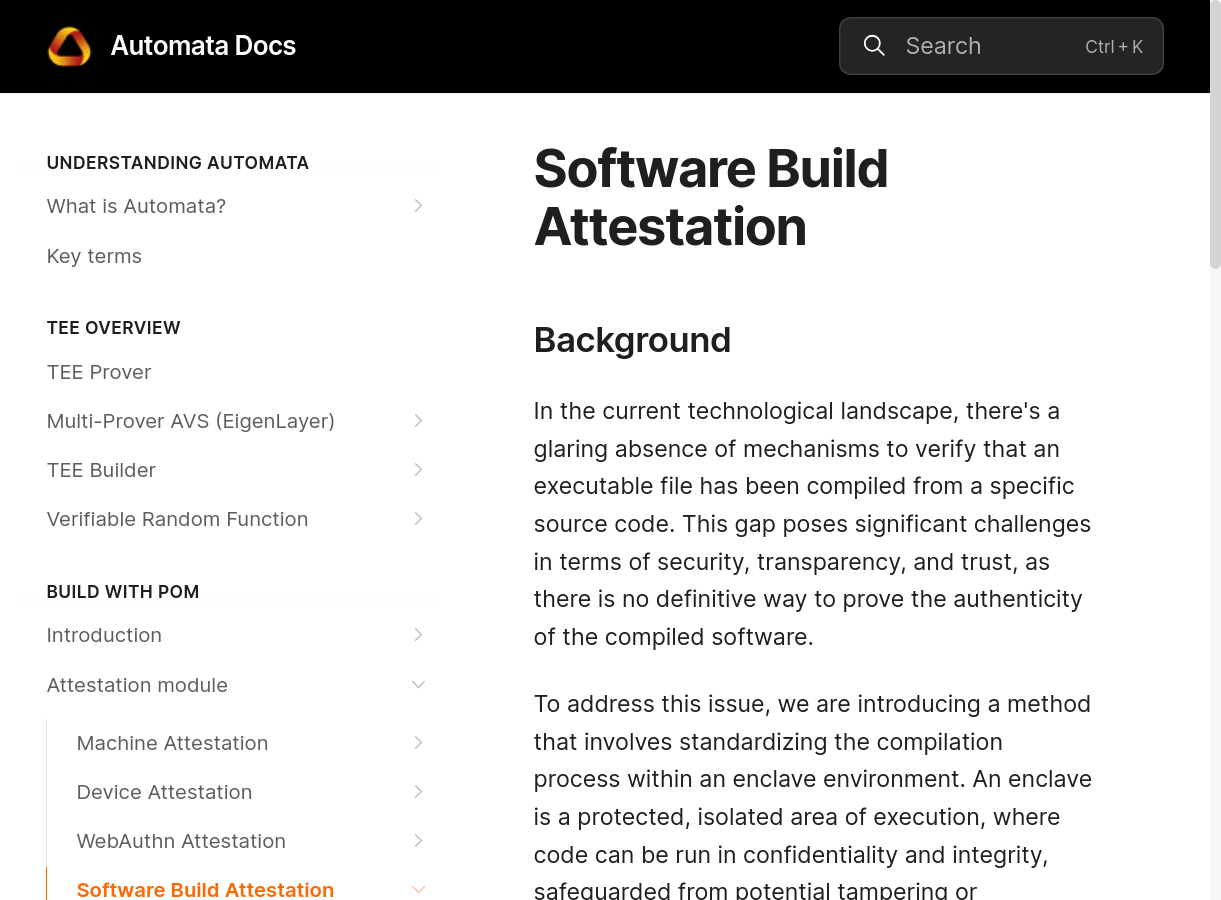 Automata Docs
Search
Ctrl + K
UNDERSTANDING AUTOMATA
What is Automata?
Key terms
TEE OVERVIEW
TEE Prover
Multi-Prover AVS (EigenLayer)
TEE Builder
Verifiable Random Function
BUILD WITH POM
Introduction
Attestation module
Machine Attestation
Device Attestation
WebAuthn Attestation
Software Build Attestation
Software Build
Attestation
Background
In the current technological landscape, there's a
glaring absence of mechanisms to verify that an
executable file has been compiled from a specific
source code. This gap poses significant challenges
in terms of security, transparency, and trust, as
there is no definitive way to prove the authenticity
of the compiled software.
To address this issue, we are introducing a method
that involves standardizing the compilation
process within an enclave environment. An enclave
is a protected, isolated area of execution, where
code can be run in confidentiality and integrity,
safeguarded from potential tampering or